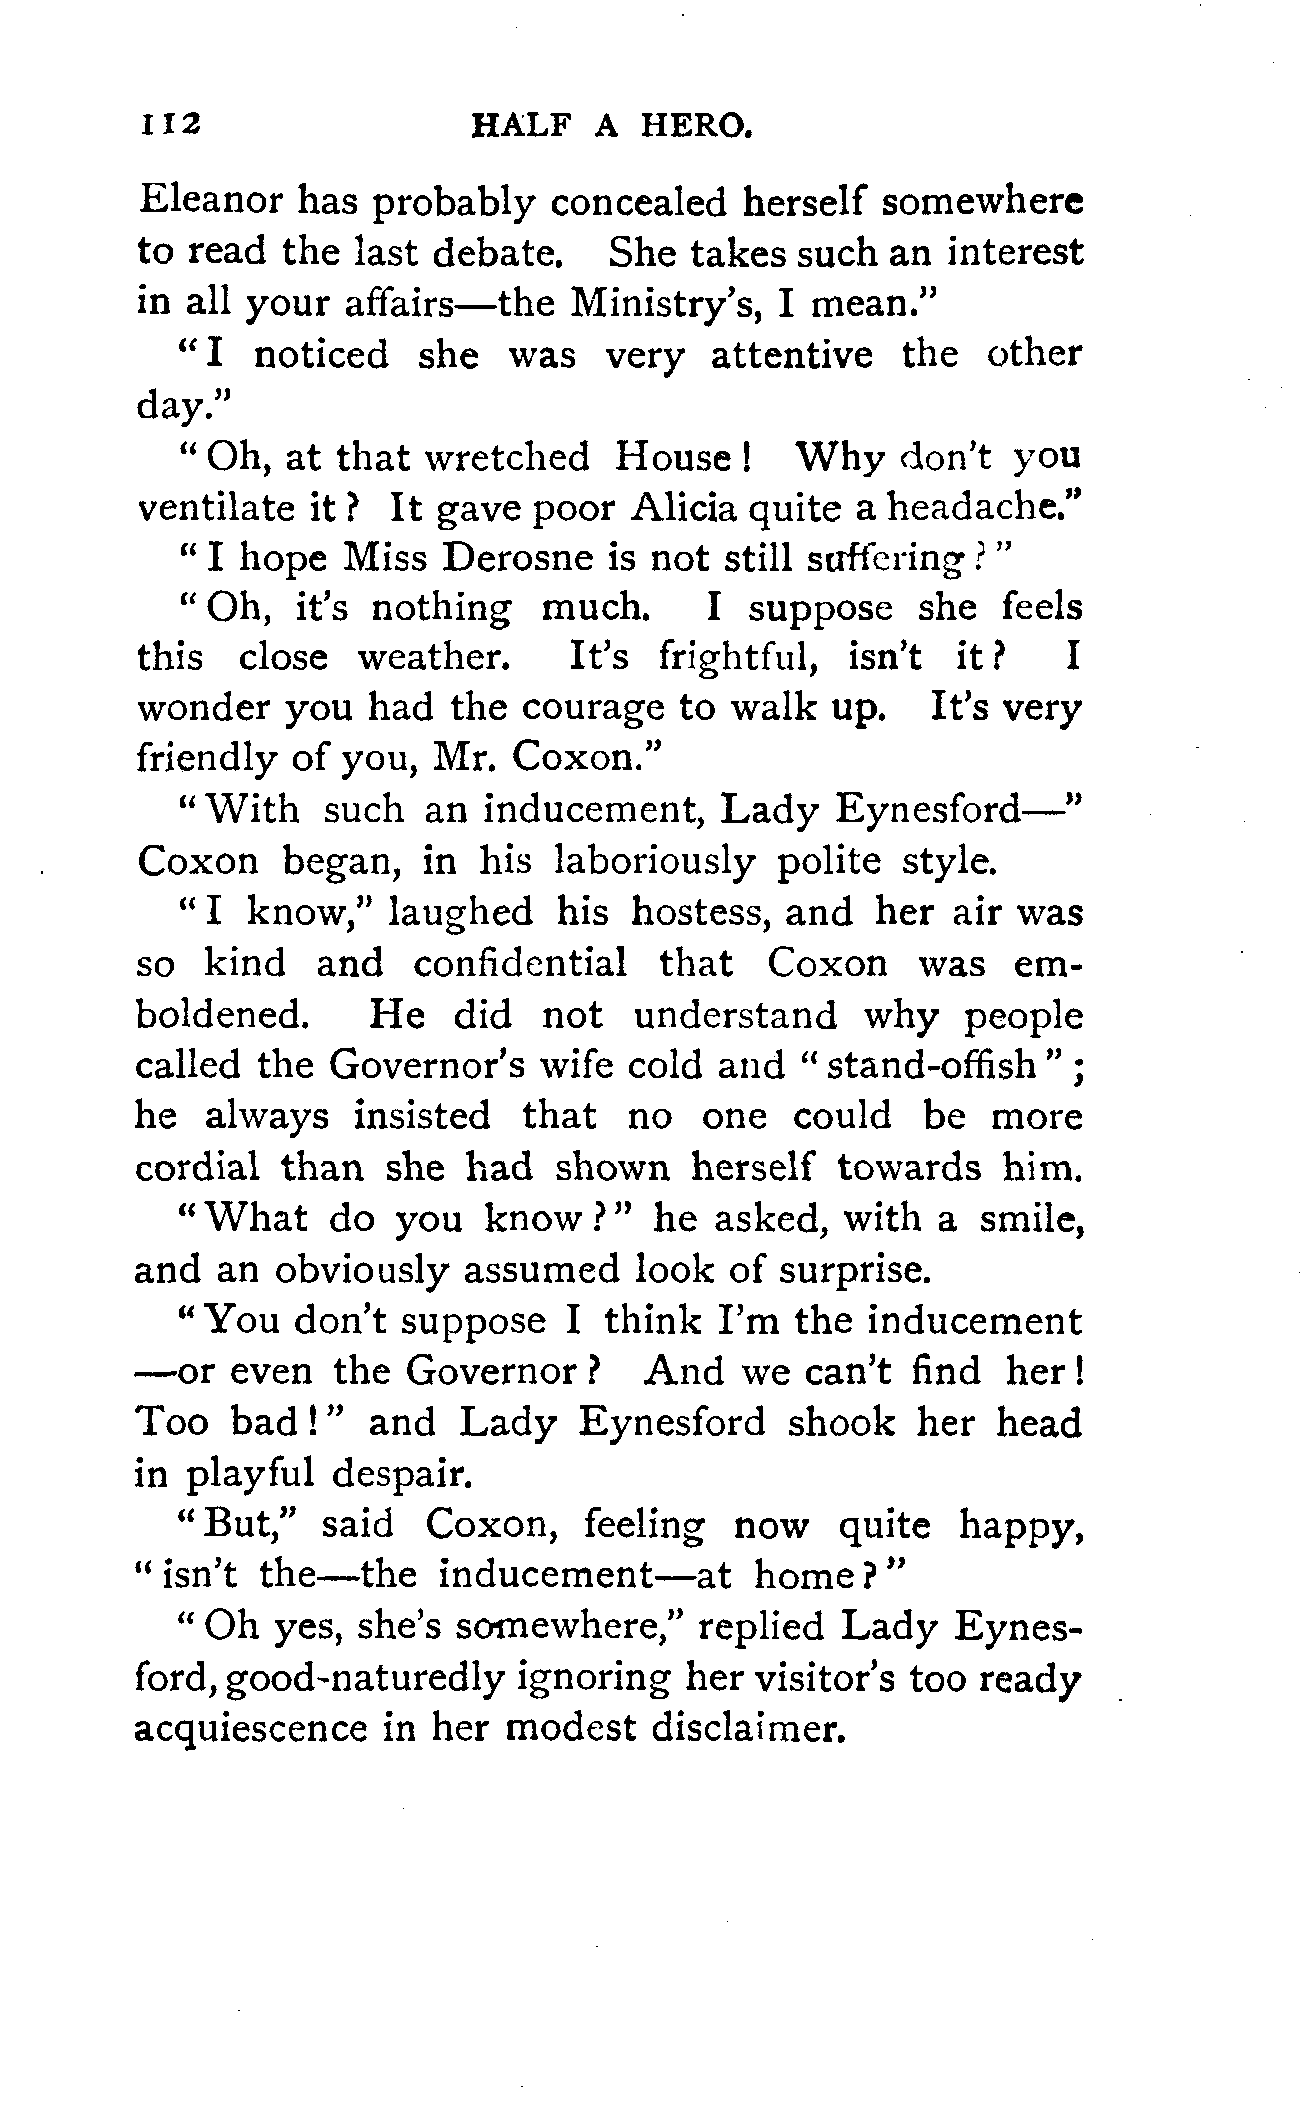 112 HALF A HERO.
Eleanor has probably concealed herself somewhere
to read the last debate. She takes such an interest
in all your affairs—the Ministry's, I mean."
"I noticed she was very attentive the other
day."
"Oh, at that wretched House! Why don't you
ventilate it? It gave poor Alicia quite a headache."
"I hope Miss Derosne is not still suffering?"
"Oh, it's nothing much. I suppose she feels
this close weather. It's frightful, isn't it? I
wonder you had the courage to walk up. It's very
friendly of you, Mr. Coxon."
"With such an inducement, Lady Eynesford—"
Coxon began, in his laboriously polite style.
"I know," laughed his hostess, and her air was
so kind and confidential that Coxon was em-
boldened. He did not understand why people
called the Governor's wife cold and "stand-offish";
he always insisted that no one could be more
cordial than she had shown herself towards him.
"What do you know?" he asked, with a smile,
and an obviously assumed look of surprise.
"You don't suppose I think I'm the inducement
—or even the Governor? And we can't find her!
Too bad!" and Lady Eynesford shook her head
in playful despair.
"But," said Coxon, feeling now quite happy,
"isn't the—the inducement—at home?"
"Oh yes, she's somewhere," replied Lady Eynes-
ford, good-naturedly ignoring her visitor's too ready
acquiescence in her modest disclaimer.